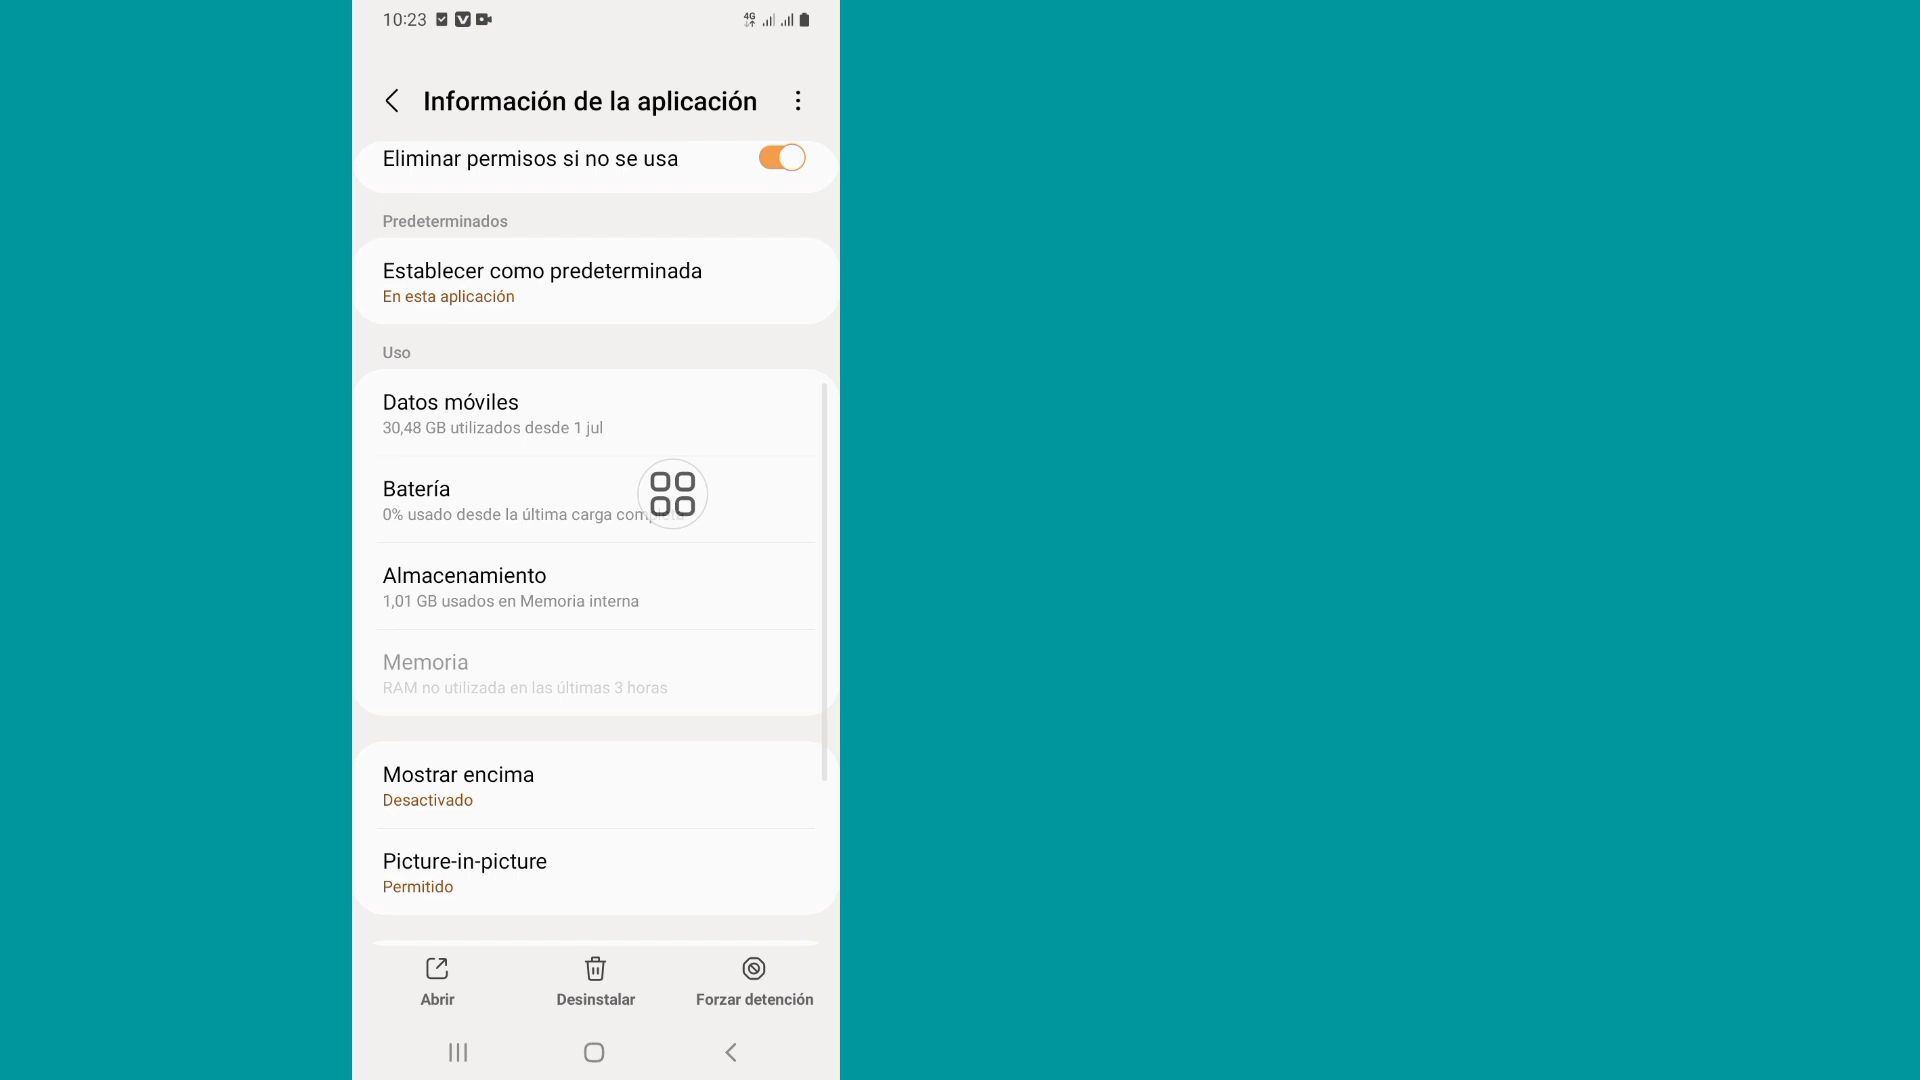 10:23
4G
Información de la aplicación
Eliminar permisos si no se usa
Predeterminados
Establecer como predeterminada
En esta aplicación
Uso
Datos móviles
30,48 GB utilizados desde 1 jul
Batería
0% usado desde la última carga completa
Almacenamiento
1,01 GB usados en Memoria interna
Memoria
RAM no utilizada en las últimas 3 horas
Mostrar encima
Desactivado
Picture-in-picture
Permitido
Abrir
Desinstalar
Forzar detención